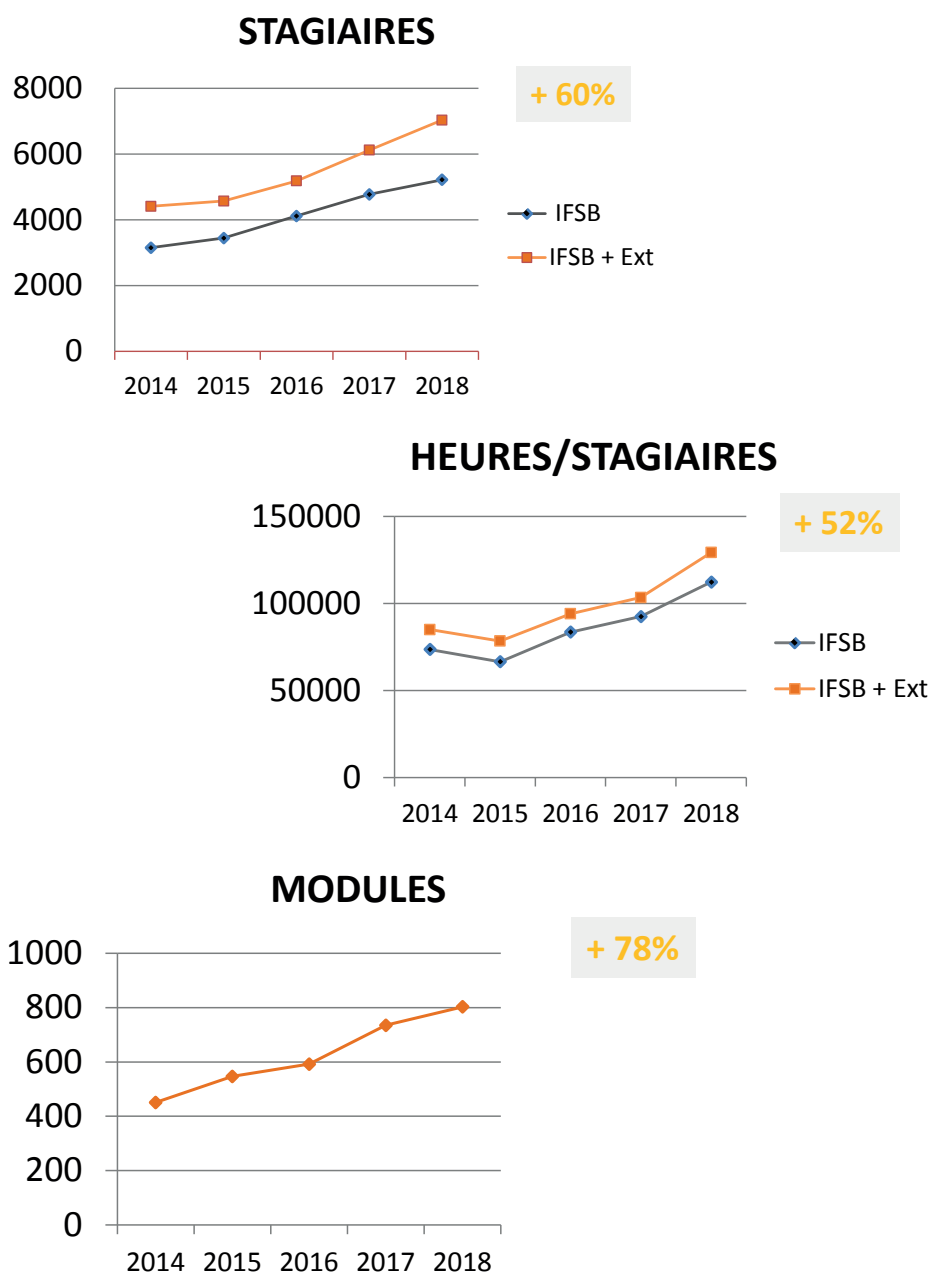 STAGIAIRES
+ 60%
8000
6000
4000
2000
0
2014 2015 2016 2017 2018
IFSB
IFSB + Ext
HEURES/STAGIAIRES
+ 52%
150000
100000
50000
0
2014 2015 2016 2017 2018
IFSB
IFSB + Ext
MODULES
+ 78%
1000
800
600
400
200
0
2014 2015 2016 2017 2018